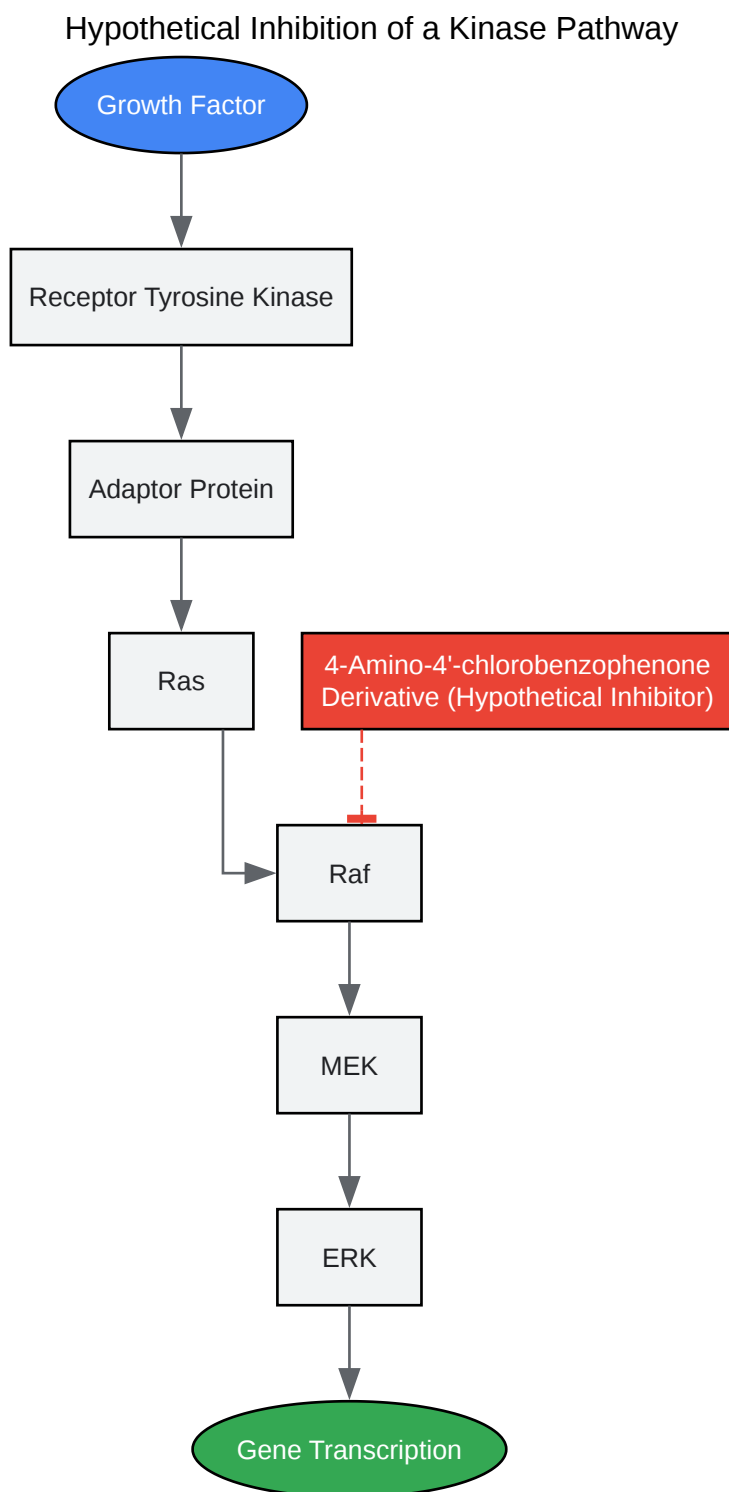 Hypothetical Inhibition of a Kinase Pathway
Growth Factor
Receptor Tyrosine Kinase
Adaptor Protein
Ras
4-Amino-4'-chlorobenzophenone
Derivative (Hypothetical Inhibitor)
Raf
MEK
ERK
Gene Transcription